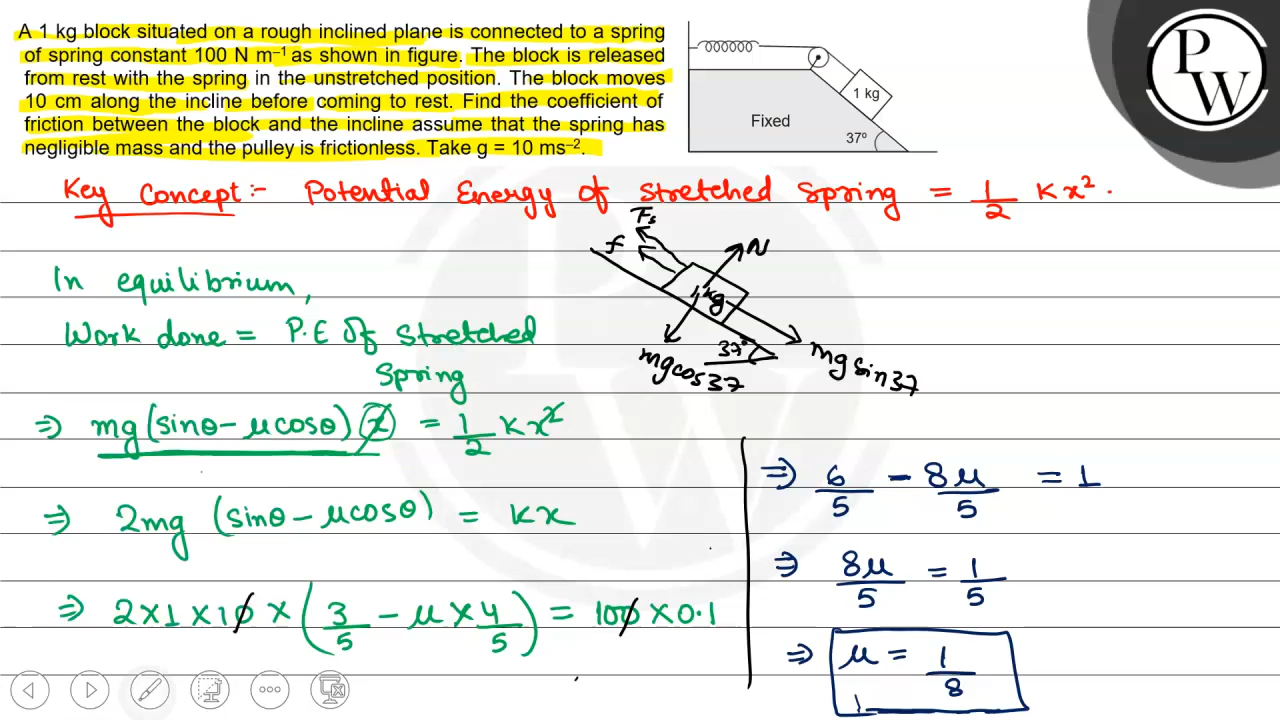 A 1 kg block situated on a rough inclined plane is connected to a spring
of spring constant 100 N m⁻¹ as shown in figure. The block is released
from rest with the spring in the unstretched position. The block moves
10 cm along the incline before coming to rest. Find the coefficient of
friction between the block and the incline assume that the spring has
negligible mass and the pulley is frictionless. Take g = 10 ms⁻².
1 kg
Fixed
37º
P
W
Key Concept:- Potential Energy of stretched spring = 1/2 Kx².
Fs
f
N
1 kg
37°
mgcos37
mgsin37
In equilibrium,
Work done = P.E of stretched
spring
⇒ mg(sinθ - μcosθ) x = 1/2 Kx²
⇒ 2mg (sinθ - μcosθ) = Kx
⇒ 2×1×10 × (3/5 - μ × 4/5) = 100 × 0.1
⇒ 6/5 - 8μ/5 = 1
⇒ 8μ/5 = 1/5
⇒ μ = 1/8